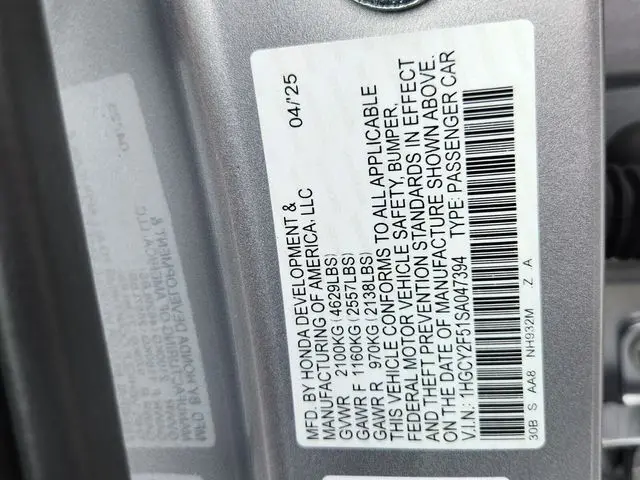 MFD. BY HONDA DEVELOPMENT & 04/'25
MANUFACTURING OF AMERICA, LLC
GVWR 2100KG(4629LBS)
GAWR F 1160KG(2557LBS)
GAWR R 970KG(2138LBS)
THIS VEHICLE CONFORMS TO ALL APPLICABLE
FEDERAL MOTOR VEHICLE SAFETY, BUMPER,
AND THEFT PREVENTION STANDARDS IN EFFECT
ON THE DATE OF MANUFACTURE SHOWN ABOVE.
V.I.N.: 1HGCY2F51SA047394 TYPE: PASSENGER CAR
30B S AA8 NH932M Z A